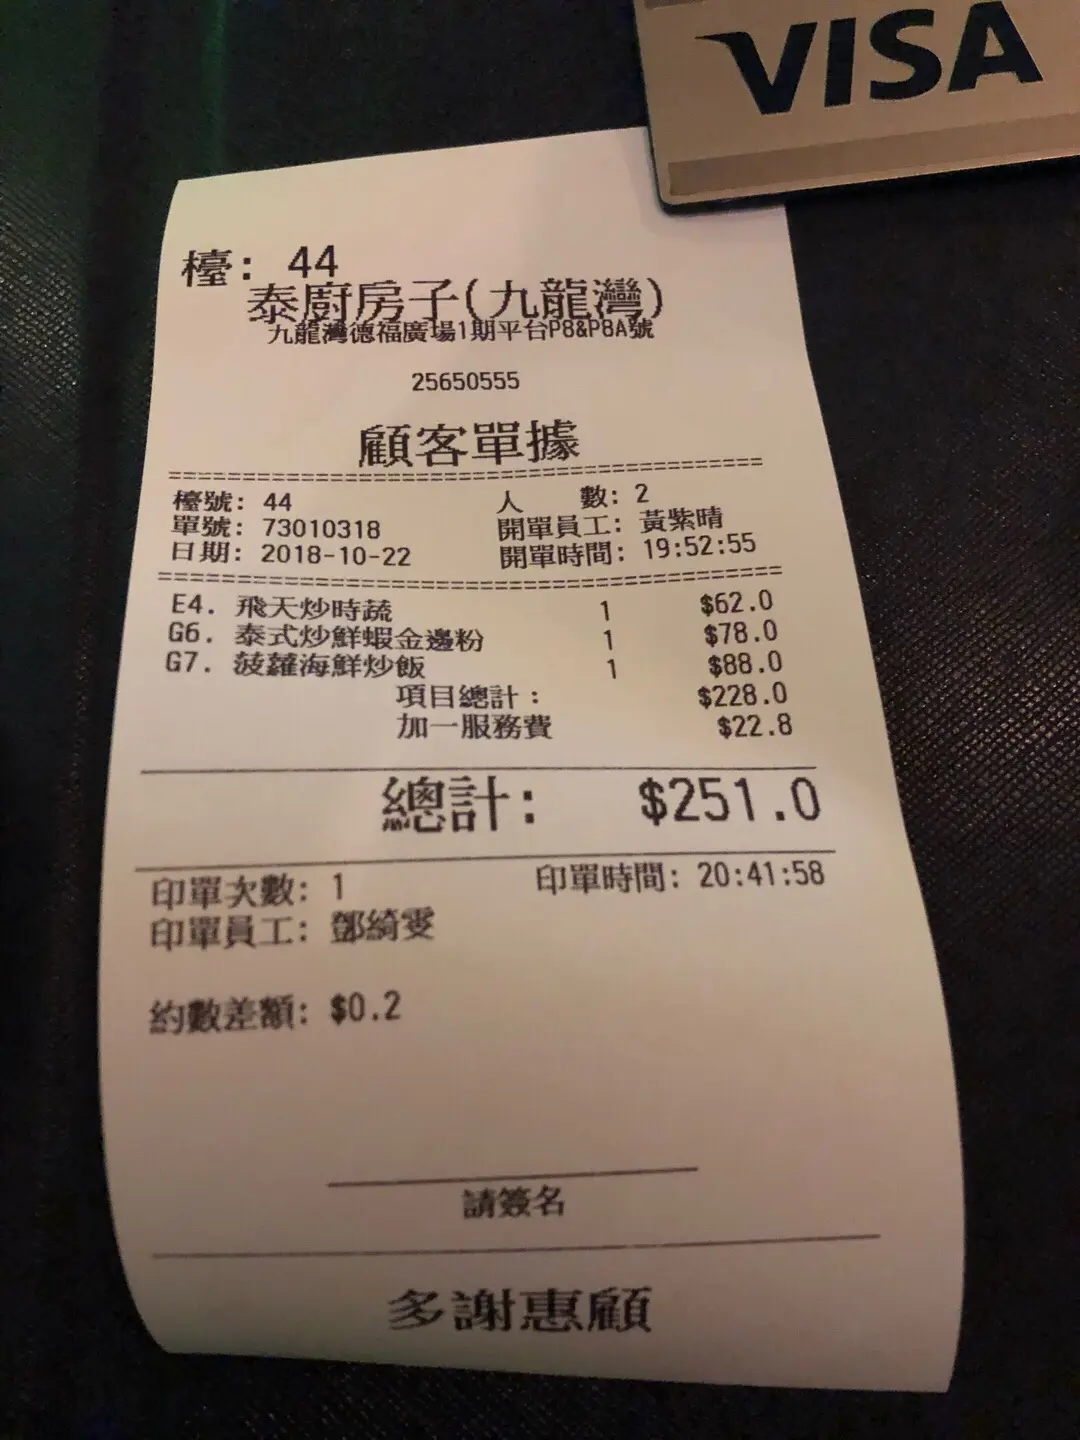 VISA
檯: 44
泰廚房子(九龍灣)
九龍灣德福廣場1期平台P8&P8A號
25650555
顧客單據
檯號: 44 人 數: 2
單號: 73010318 開單員工: 黃紫晴
日期: 2018-10-22 開單時間: 19:52:55
E4. 飛天炒時蔬 1 $62.0
G6. 泰式炒鮮蝦金邊粉 1 $78.0
G7. 菠蘿海鮮炒飯 1 $88.0
項目總計: $228.0
加一服務費 $22.8
總計: $251.0
印單次數: 1 印單時間: 20:41:58
印單員工: 鄧綺雯
約數差額: $0.2
請簽名
多謝惠顧